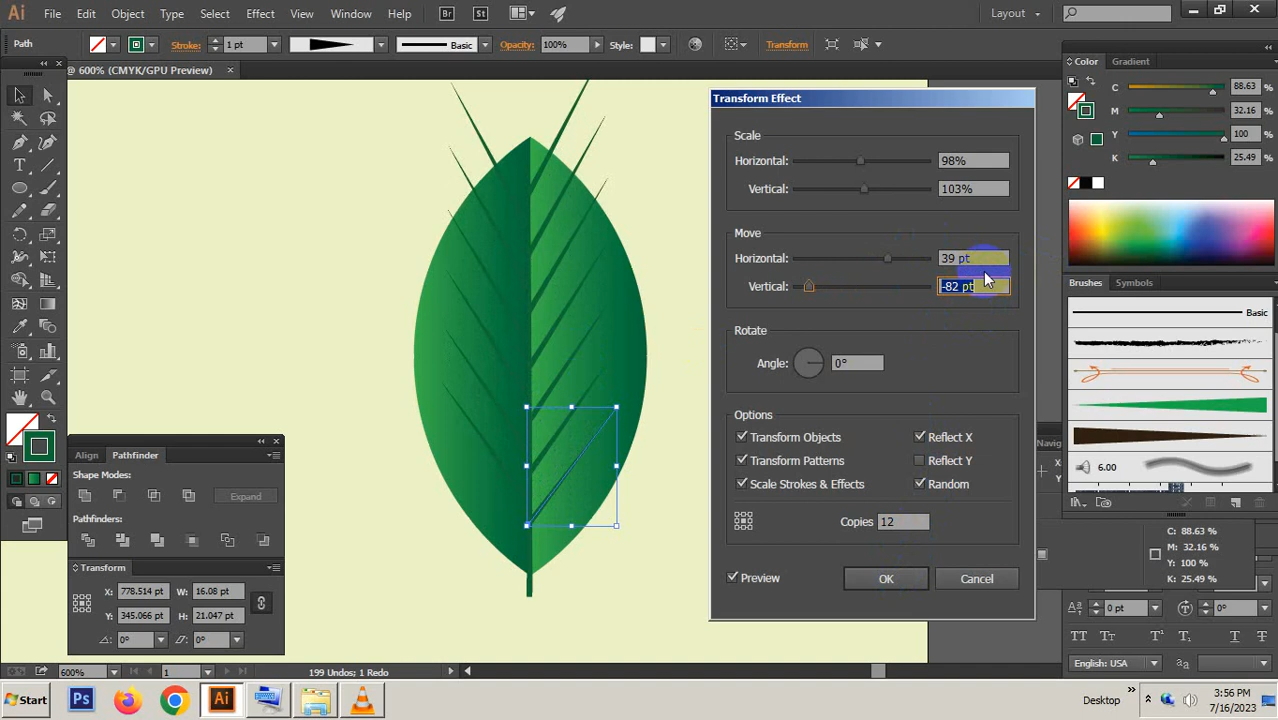 Ai File Edit Object Type Select Effect View Window Help Br St Layout
Path Stroke: 1 pt Basic Opacity: 100% Style: Transform
@ 600% (CMYK/GPU Preview) ×
Color Gradient
C 88.63 %
M 32.16 %
Y 100 %
K 25.49 %
Brushes Symbols
Basic
6.00
Transform Effect
Scale
Horizontal: 98%
Vertical: 103%
Move
Horizontal: 39 pt
Vertical: -82 pt
Rotate
Angle: 0°
Options
Transform Objects Reflect X
Transform Patterns Reflect Y
Scale Strokes & Effects Random
Copies 12
Preview OK Cancel
Align Pathfinder
Shape Modes:
Expand
Pathfinders:
Transform
X: 778.514 pt W: 16.08 pt
Y: 345.066 pt H: 21.047 pt
0° 0°
Navig
X:
C: 88.63 %
M: 32.16 %
Y: 100 %
K: 25.49 %
0 pt 0°
English: USA
600% 1 199 Undos: 1 Redo
Start Ps Ai Desktop 3:56 PM
7/16/2023